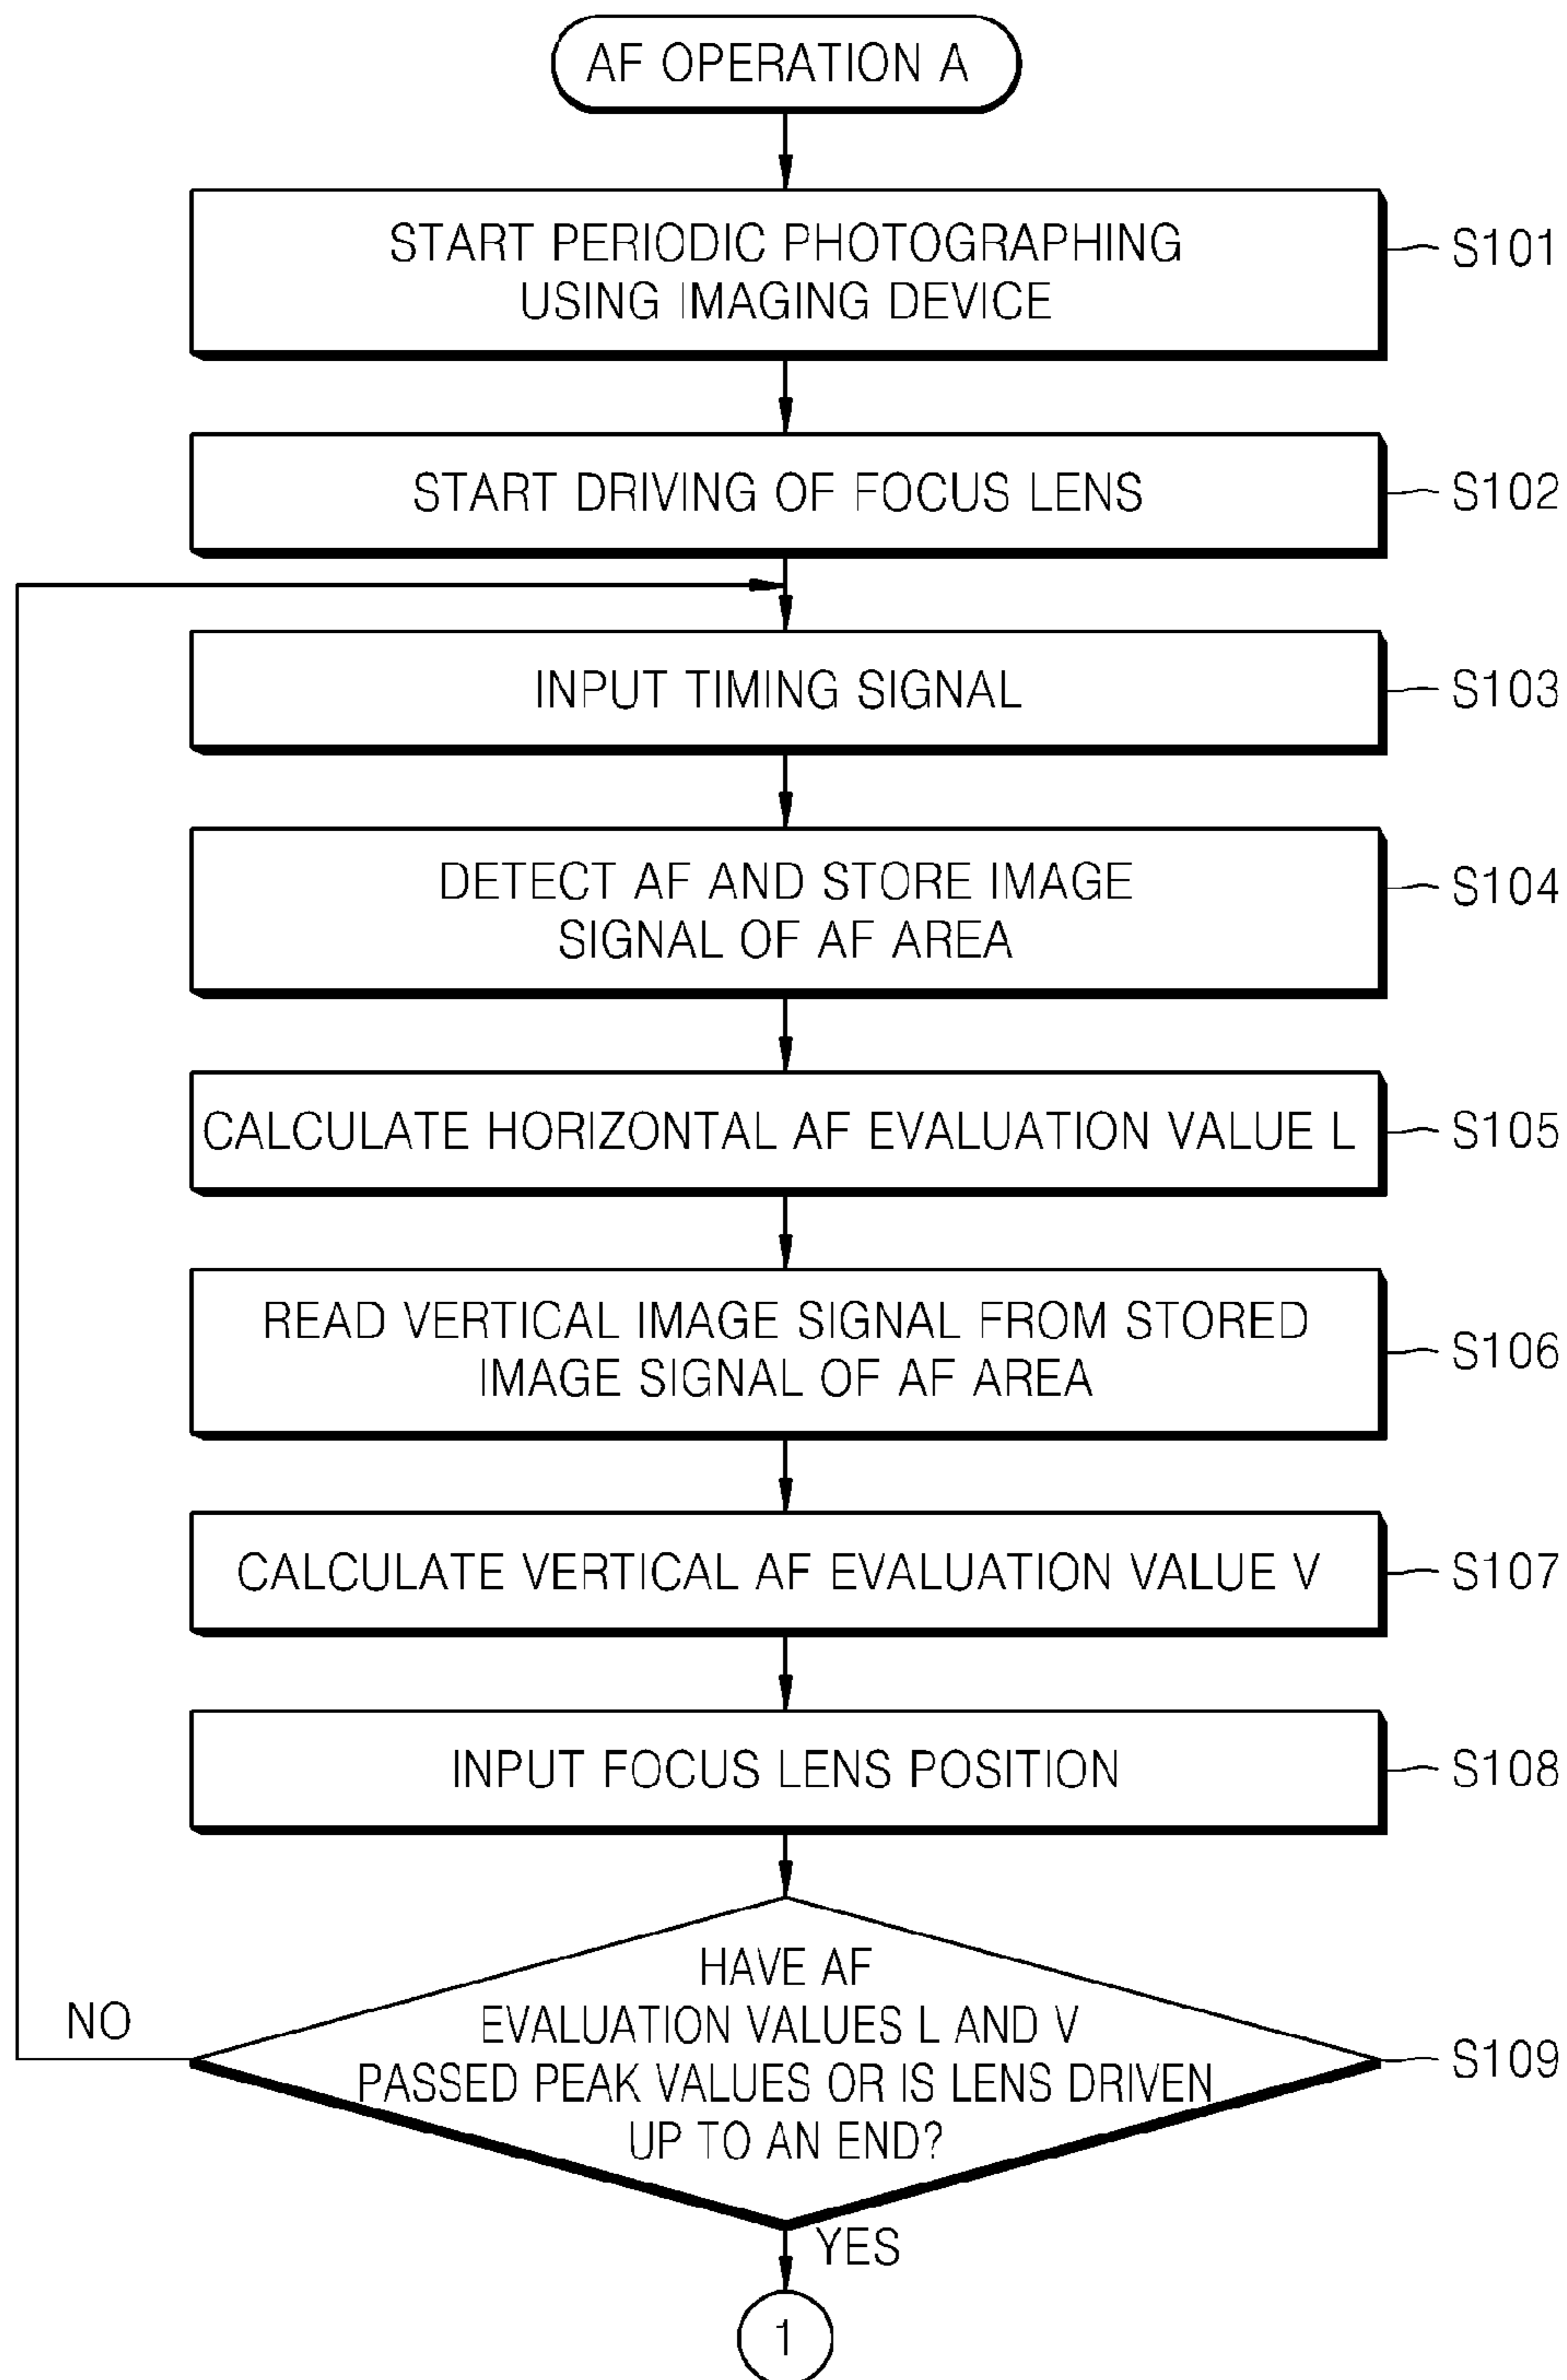 AF OPERATION A
START PERIODIC PHOTOGRAPHING
USING IMAGING DEVICE
S101
START DRIVING OF FOCUS LENS
S102
INPUT TIMING SIGNAL
S103
DETECT AF AND STORE IMAGE
SIGNAL OF AF AREA
S104
CALCULATE HORIZONTAL AF EVALUATION VALUE L
S105
READ VERTICAL IMAGE SIGNAL FROM STORED
IMAGE SIGNAL OF AF AREA
S106
CALCULATE VERTICAL AF EVALUATION VALUE V
S107
INPUT FOCUS LENS POSITION
S108
HAVE AF
EVALUATION VALUES L AND V
PASSED PEAK VALUES OR IS LENS DRIVEN
UP TO AN END?
S109
NO
YES
1